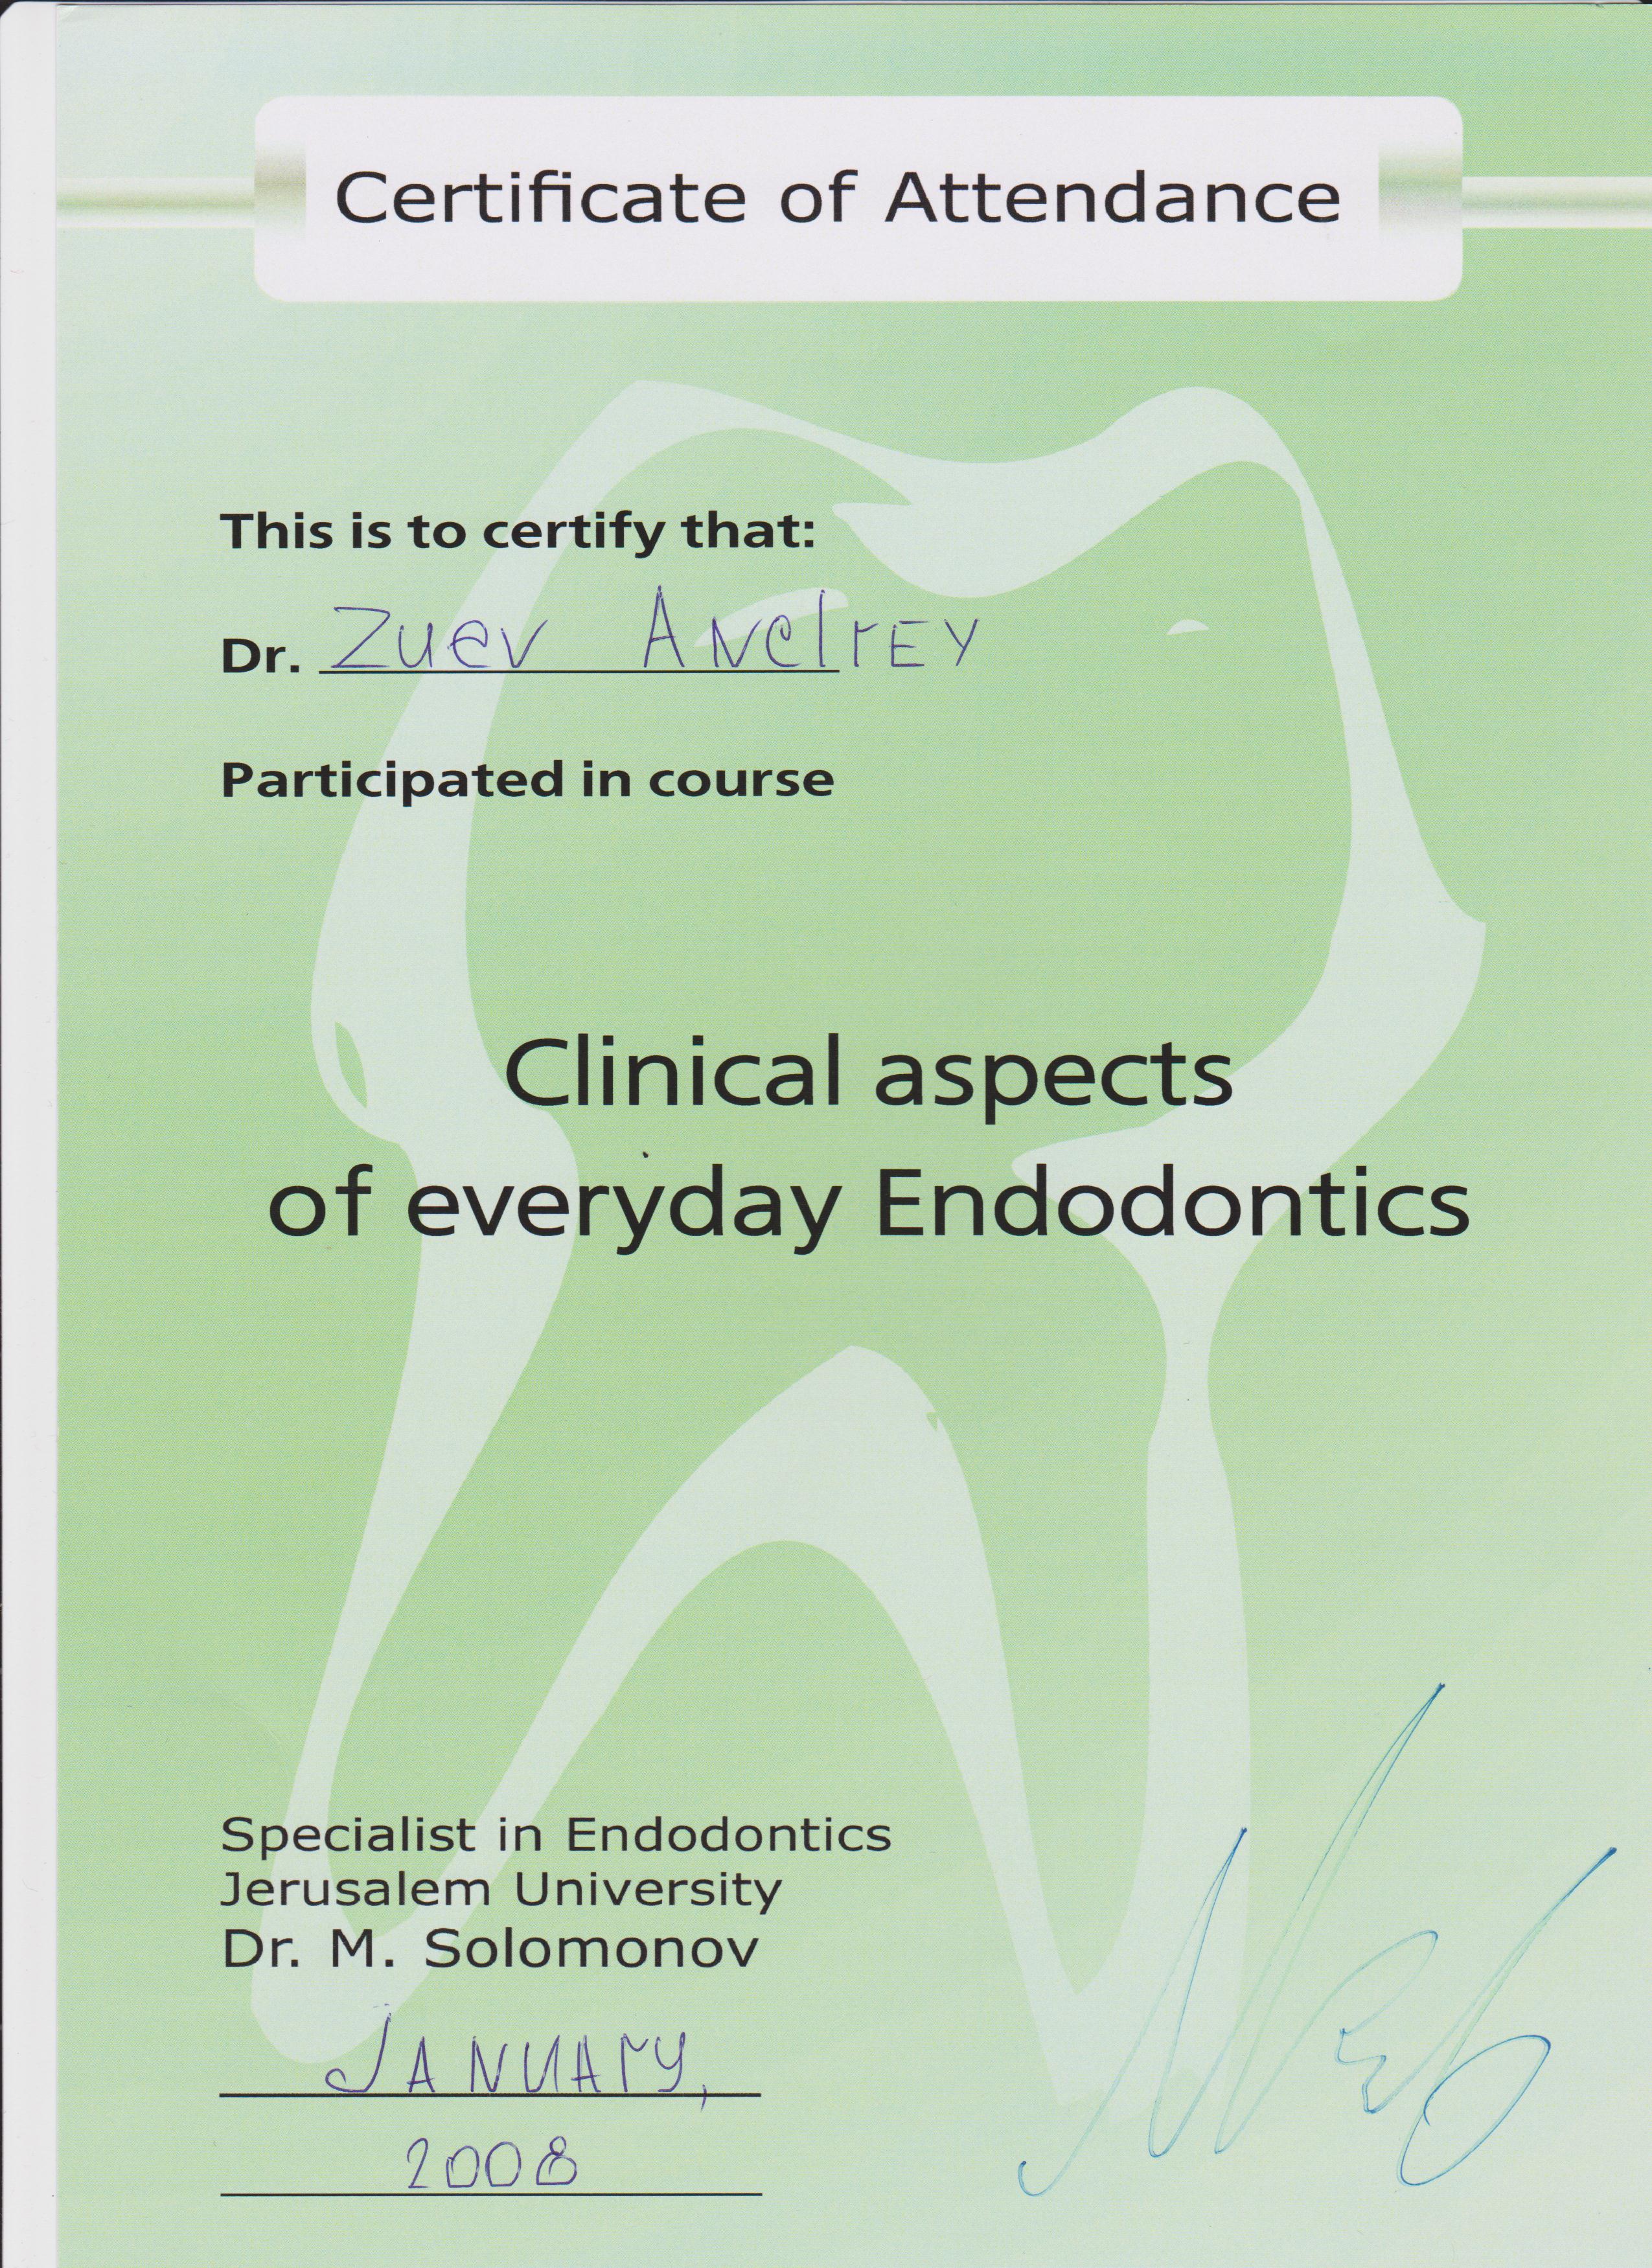 Certificate of Attendance
This is to certify that:
Dr. Zuev Andrey
Participated in course
Clinical aspects
of everyday Endodontics
Specialist in Endodontics
Jerusalem University
Dr. M. Solomonov
JANUARY,
2008